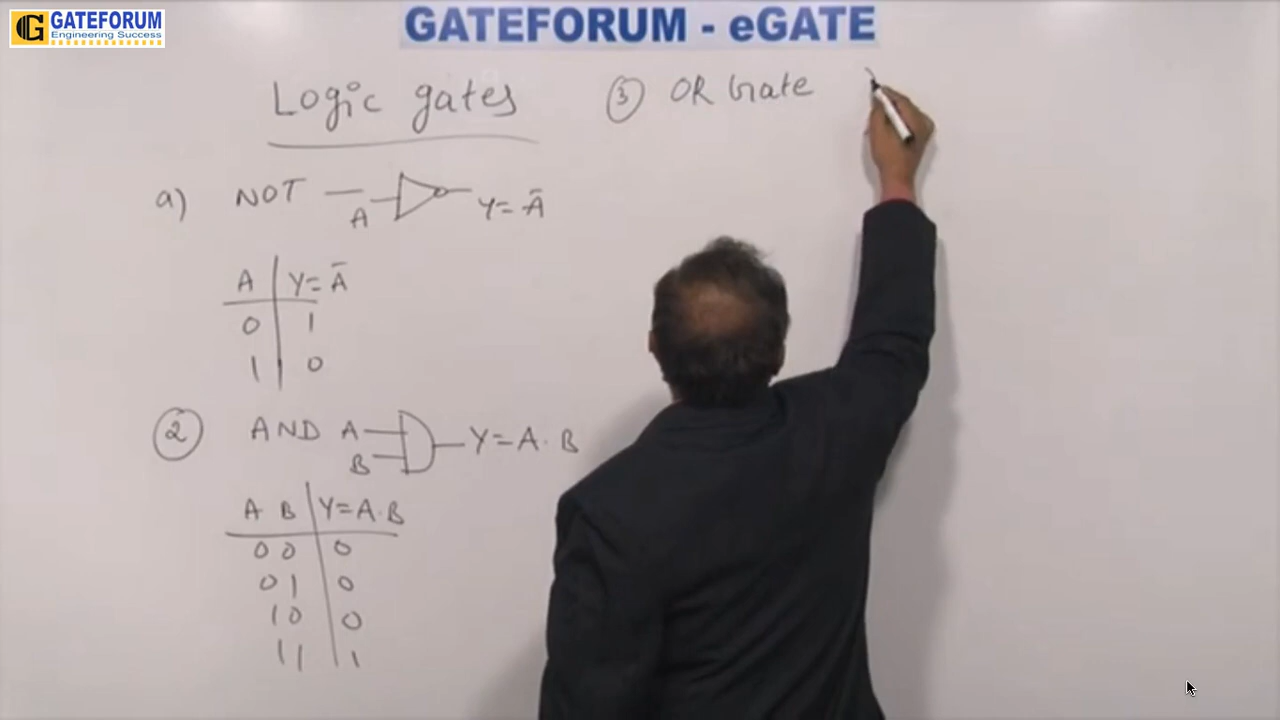 GATEFORUM
Engineering Success
GATEFORUM - eGATE
Logic gates
a) NOT A Y = Ā
A Y = Ā
0 1
1 0
2 AND A B Y = A · B
A B Y = A · B
0 0 0
0 1 0
1 0 0
1 1 1
3 OR Gate